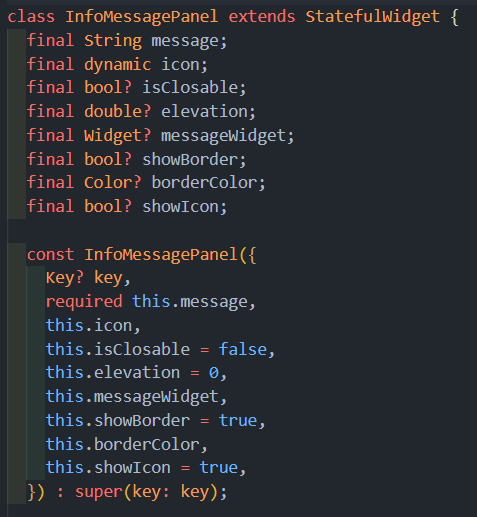 class InfoMessagePanel extends StatefulWidget {
  final String message;
  final dynamic icon;
  final bool? isClosable;
  final double? elevation;
  final Widget? messageWidget;
  final bool? showBorder;
  final Color? borderColor;
  final bool? showIcon;

  const InfoMessagePanel({
    Key? key,
    required this.message,
    this.icon,
    this.isClosable = false,
    this.elevation = 0,
    this.messageWidget,
    this.showBorder = true,
    this.borderColor,
    this.showIcon = true,
  }) : super(key: key);